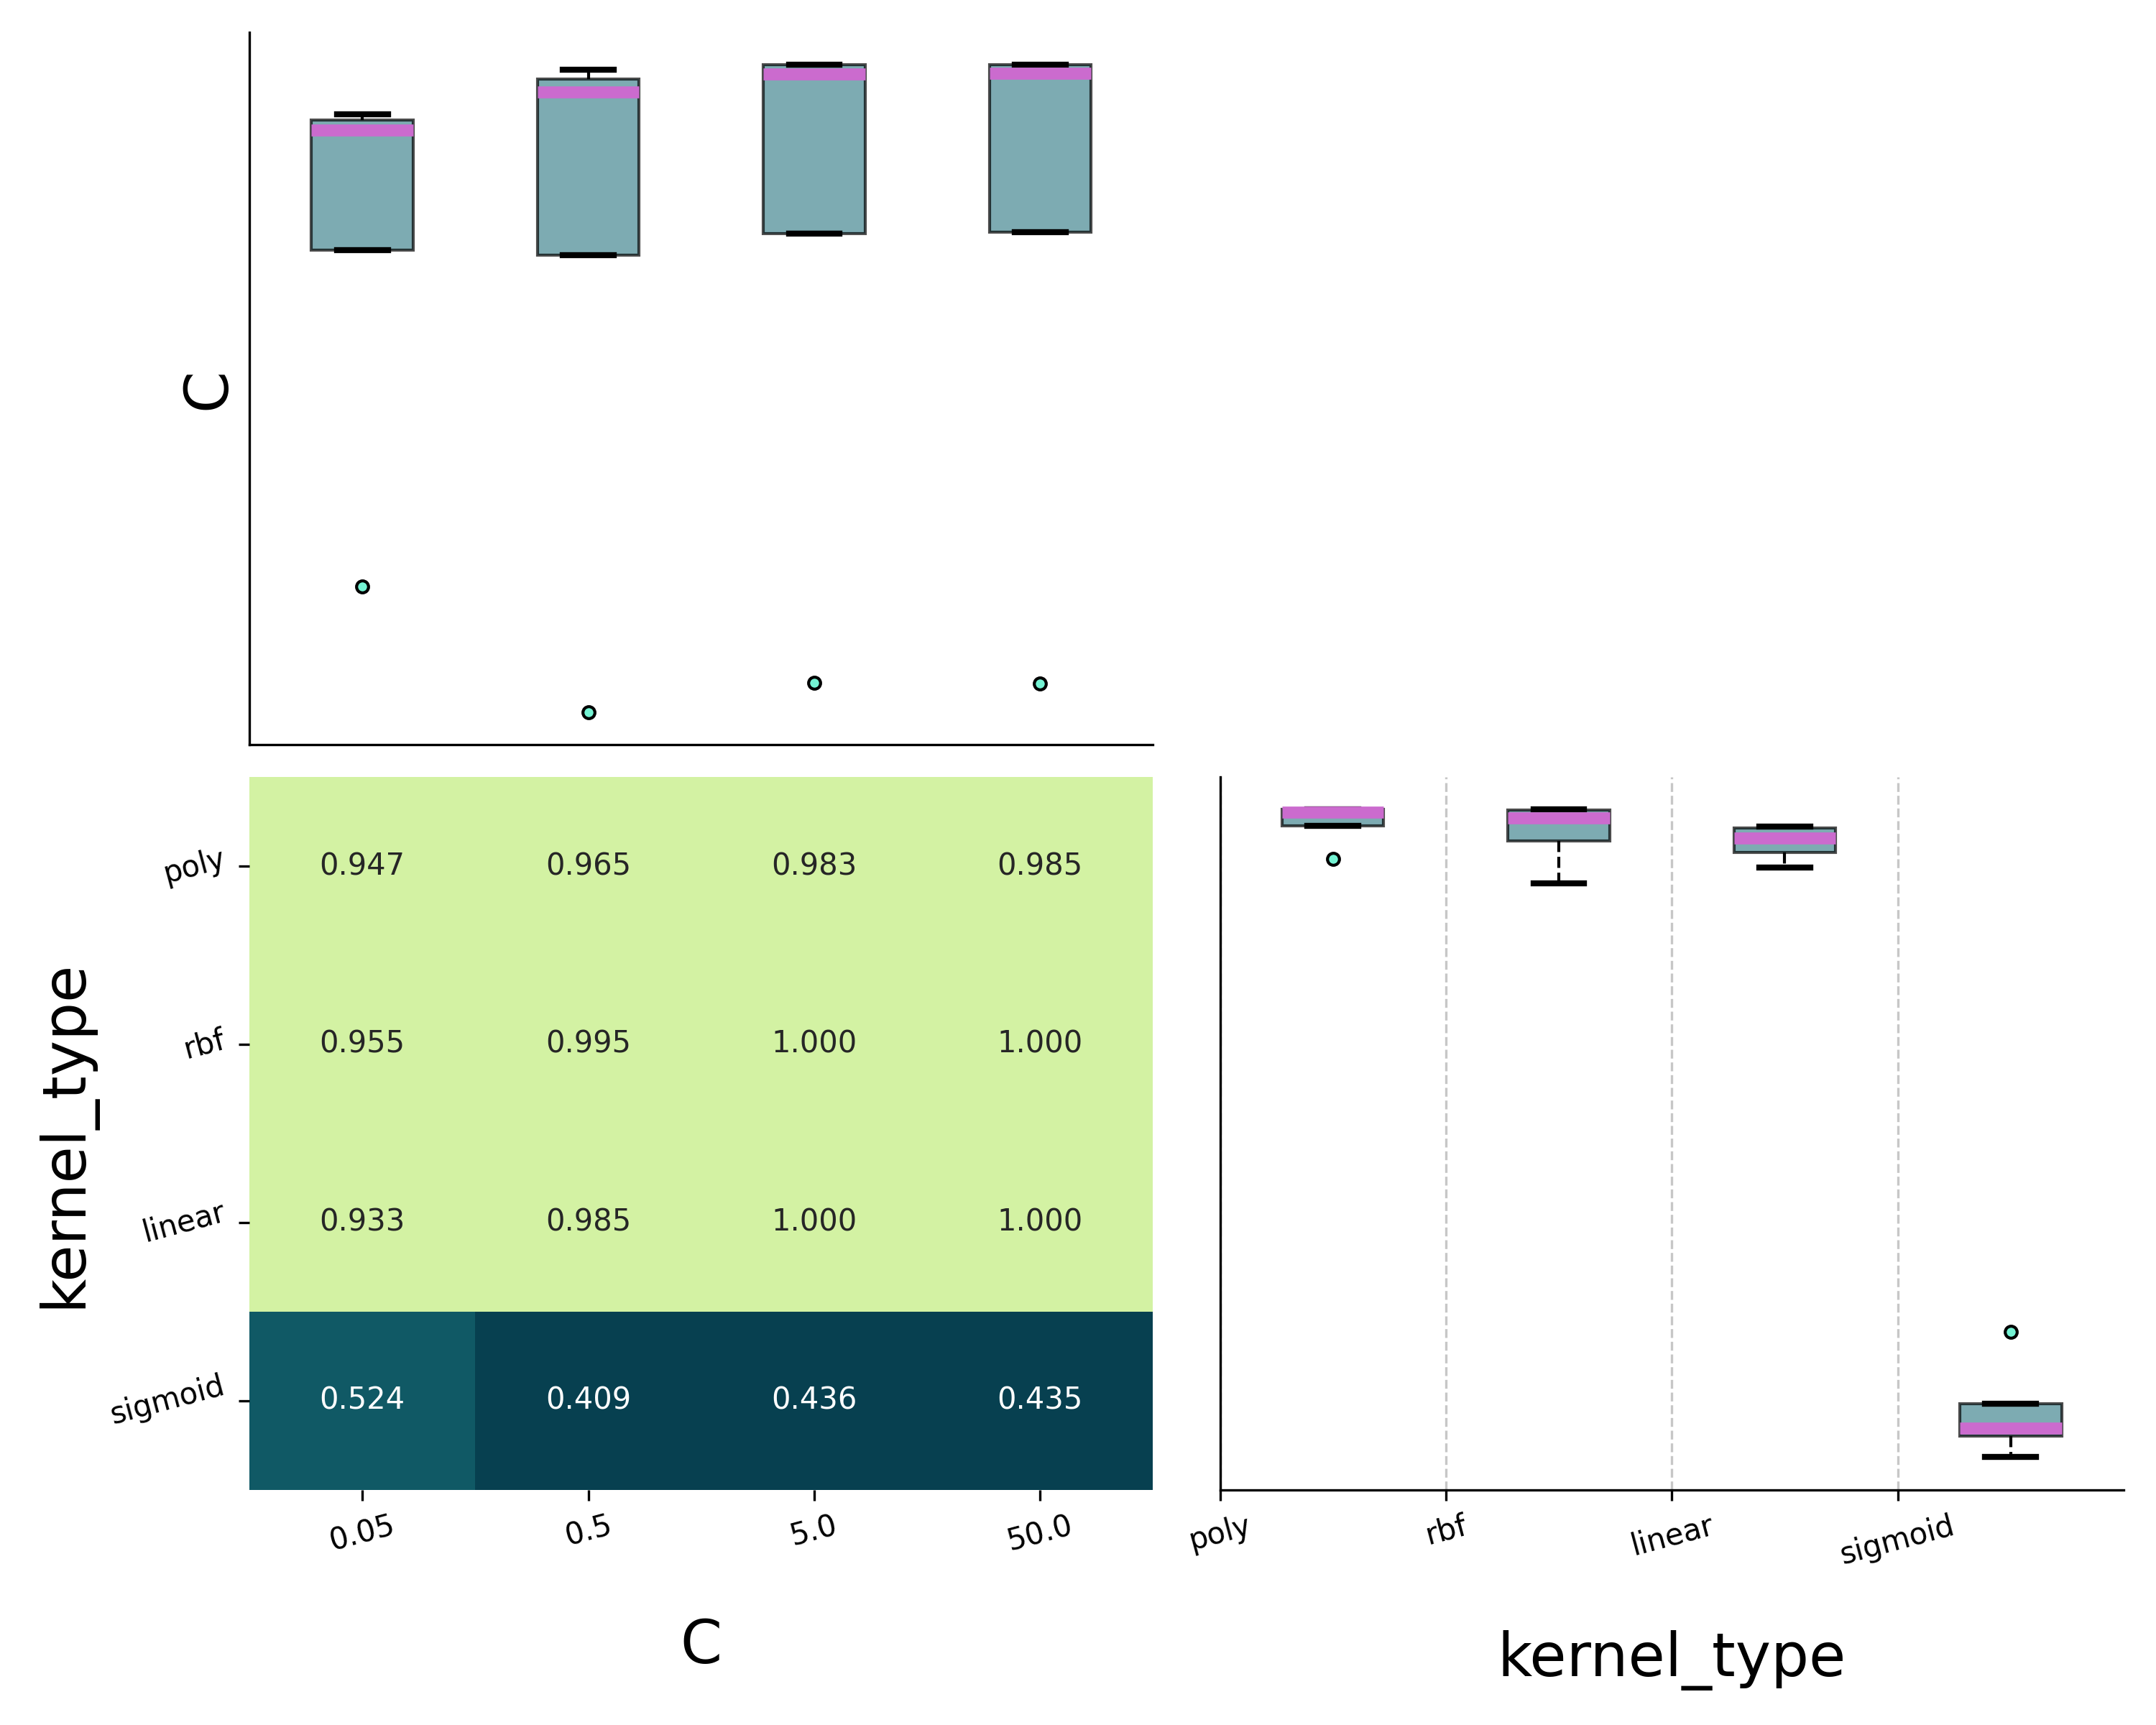 C
kernel_type
poly 0.947 0.965 0.983 0.985
rbf 0.955 0.995 1.000 1.000
linear 0.933 0.985 1.000 1.000
sigmoid 0.524 0.409 0.436 0.435
0.05 0.5 5.0 50.0
C
poly rbf linear sigmoid
kernel_type